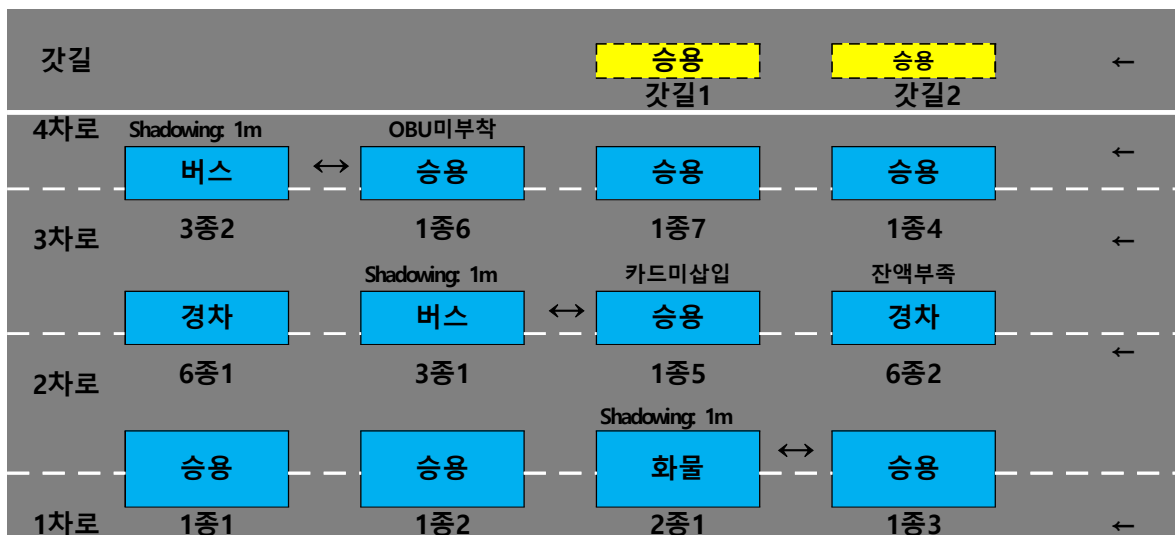 갓길
승용 승용 ←
갓길1 갓길2
4차로 Shadowing: 1m OBU미부착
버스 ↔ 승용 승용 승용 ←
3종2 1종6 1종7 1종4
3차로 ←
Shadowing: 1m 카드미삽입 잔액부족
경차 버스 ↔ 승용 경차
←
6종1 3종1 1종5 6종2
2차로
Shadowing: 1m
승용 승용 화물 ↔ 승용
1차로 1종1 1종2 2종1 1종3 ←